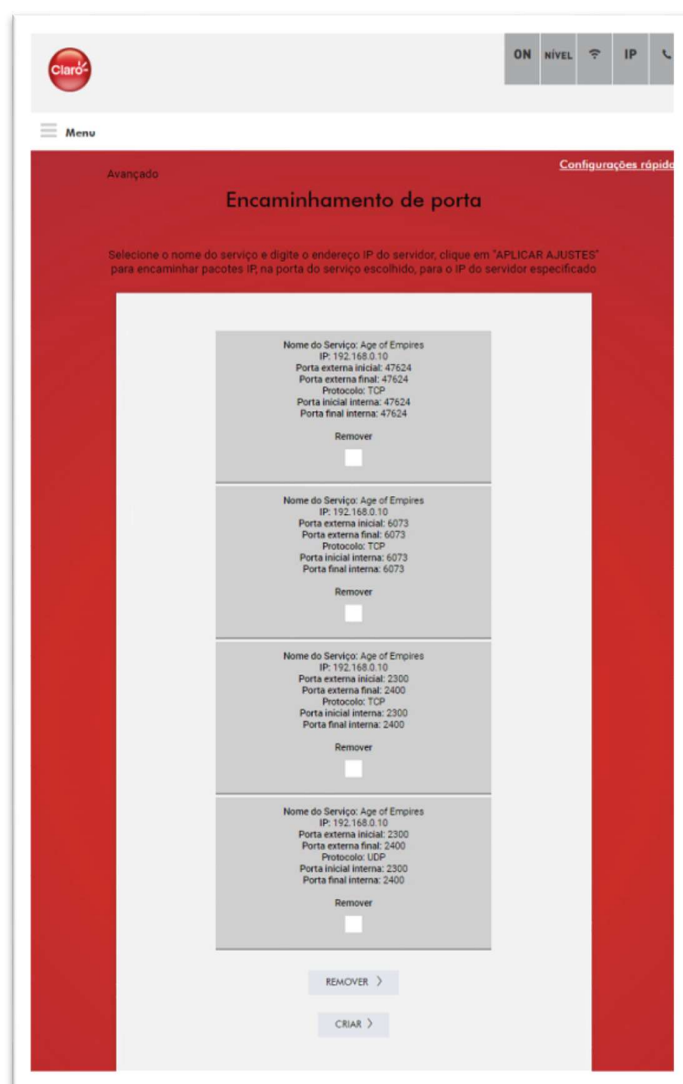 Claro
ON NÍVEL IP
Menu
Configurações rápida
Avançado
Encaminhamento de porta
Selecione o nome do serviço e digite o endereço IP do servidor, clique em "APLICAR AJUSTES"
para encaminhar pacotes IP, na porta do serviço escolhido, para o IP do servidor especificado
Nome do Serviço: Age of Empires
IP: 192.168.0.10
Porta externa inicial: 47624
Porta externa final: 47624
Protocolo: TCP
Porta inicial interna: 47624
Porta final interna: 47624
Remover
Nome do Serviço: Age of Empires
IP: 192.168.0.10
Porta externa inicial: 6073
Porta externa final: 6073
Protocolo: TCP
Porta inicial interna: 6073
Porta final interna: 6073
Remover
Nome do Serviço: Age of Empires
IP: 192.168.0.10
Porta externa inicial: 2300
Porta externa final: 2400
Protocolo: TCP
Porta inicial interna: 2300
Porta final interna: 2400
Remover
Nome do Serviço: Age of Empires
IP: 192.168.0.10
Porta externa inicial: 2300
Porta externa final: 2400
Protocolo: UDP
Porta inicial interna: 2300
Porta final interna: 2400
Remover
REMOVER
CRIAR